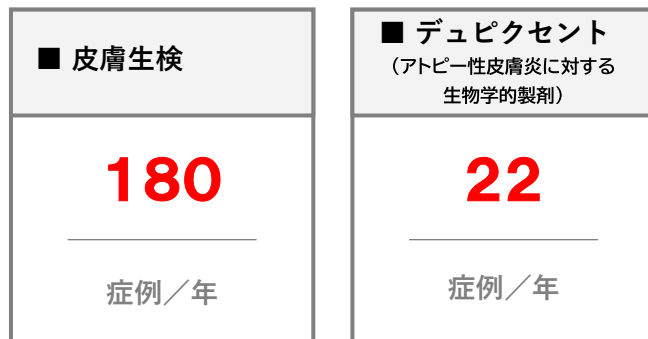 ■ 皮膚生検
180
症例／年
■ デュピクセント
（アトピー性皮膚炎に対する
生物学的製剤）
22
症例／年